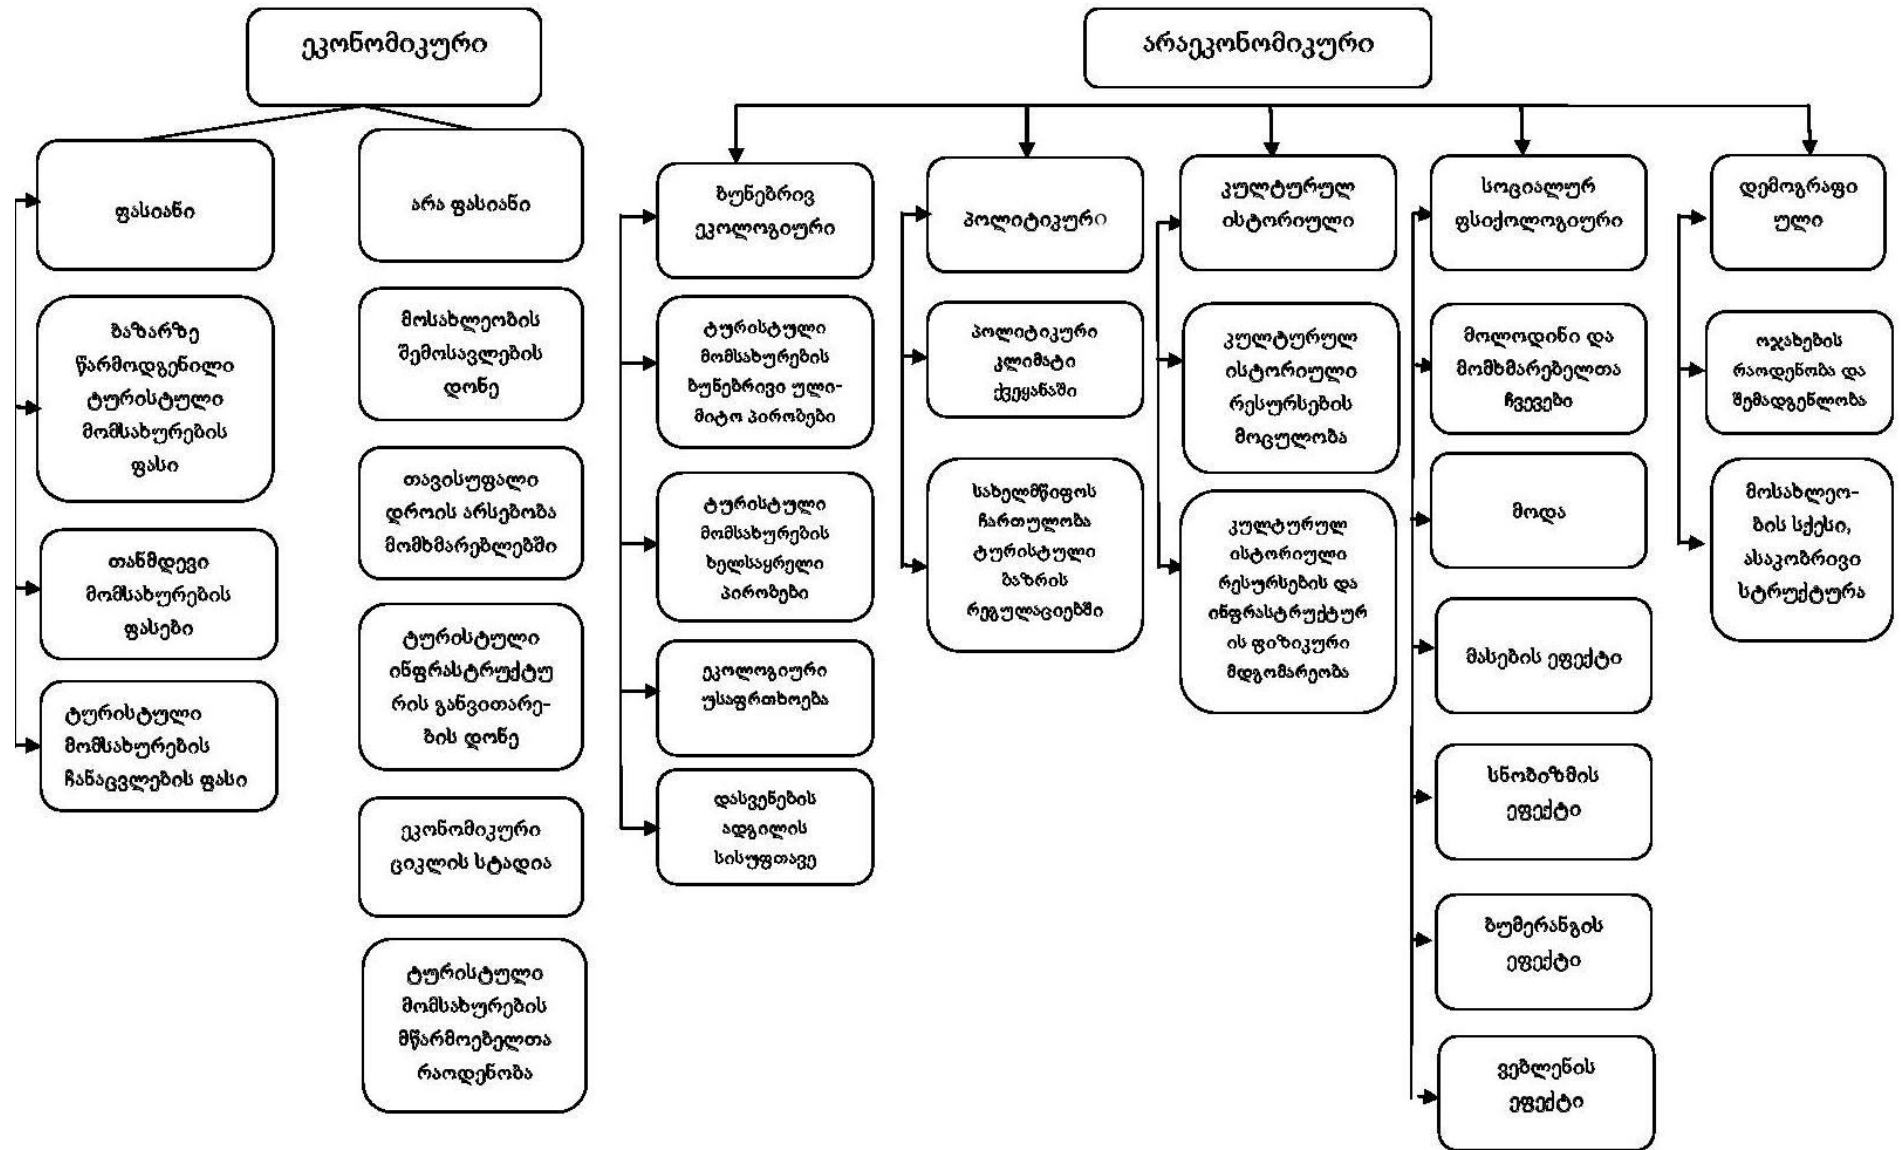 ეკონომიკური
არაეკონომიკური
ფასიანი
ბაზარზე
წარმოდგენილი
ტურისტული
მომსახურების
ფასი
თანმდევი
მომსახურების
ფასები
ტურისტული
მომსახურების
ჩანაცვლების ფასი
არა ფასიანი
მოსახლეობის
შემოსავლების
დონე
თავისუფალი
დროის არსებობა
მომხმარებლებში
ტურისტული
ინფრასტრუქტუ
რის განვითარე-
ბის დონე
ეკონომიკური
ციკლის სტადია
ტურისტული
მომსახურების
მწარმოებელთა
რაოდენობა
ბუნებრივ
ეკოლოგიური
ტურისტული
მომსახურების
ბუნებრივი ული-
მიტო პირობები
ტურისტული
მომსახურების
ხელსაყრელი
პირობები
ეკოლოგიური
უსაფრთხოება
დასვენების
ადგილის
სისუფთავე
პოლიტიკური
პოლიტიკური
კლიმატი
ქვეყანაში
სახელმწიფოს
ჩართულობა
ტურისტული
ბაზრის
რეგულაციებში
კულტურულ
ისტორიული
კულტურულ
ისტორიული
რესურსების
მოცულობა
კულტურულ
ისტორიული
რესურსების და
ინფრასტრუქტურ
ის ფიზიკური
მდგომარეობა
სოციალურ
ფსიქოლოგიური
მოლოდინი და
მომხმარებელთა
ჩვევები
მოდა
მასების ეფექტი
სნობიზმის
ეფექტი
ბუმერანგის
ეფექტი
ვებლენის
ეფექტი
დემოგრაფი
ული
ოჯახების
რაოდენობა და
შემადგენლობა
მოსახლეო-
ბის სქესი,
ასაკობრივი
სტრუქტურა